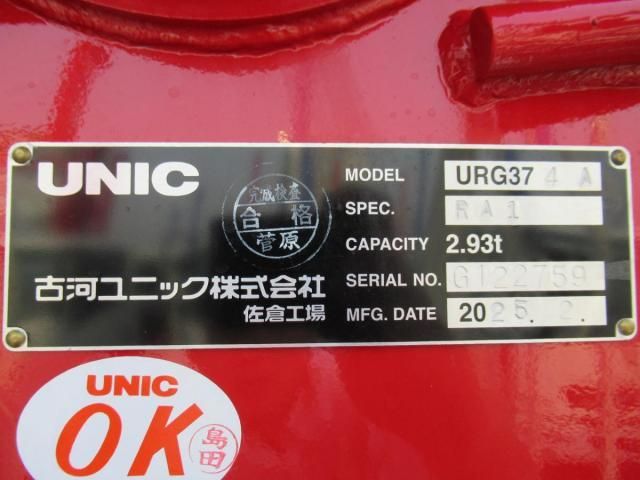 UNIC
完成検査
合格
菅原
古河ユニック株式会社
佐倉工場
MODEL URG374A
SPEC. RA1
CAPACITY 2.93t
SERIAL NO. G122759
MFG. DATE 2025.2.
UNIC
OK
島田